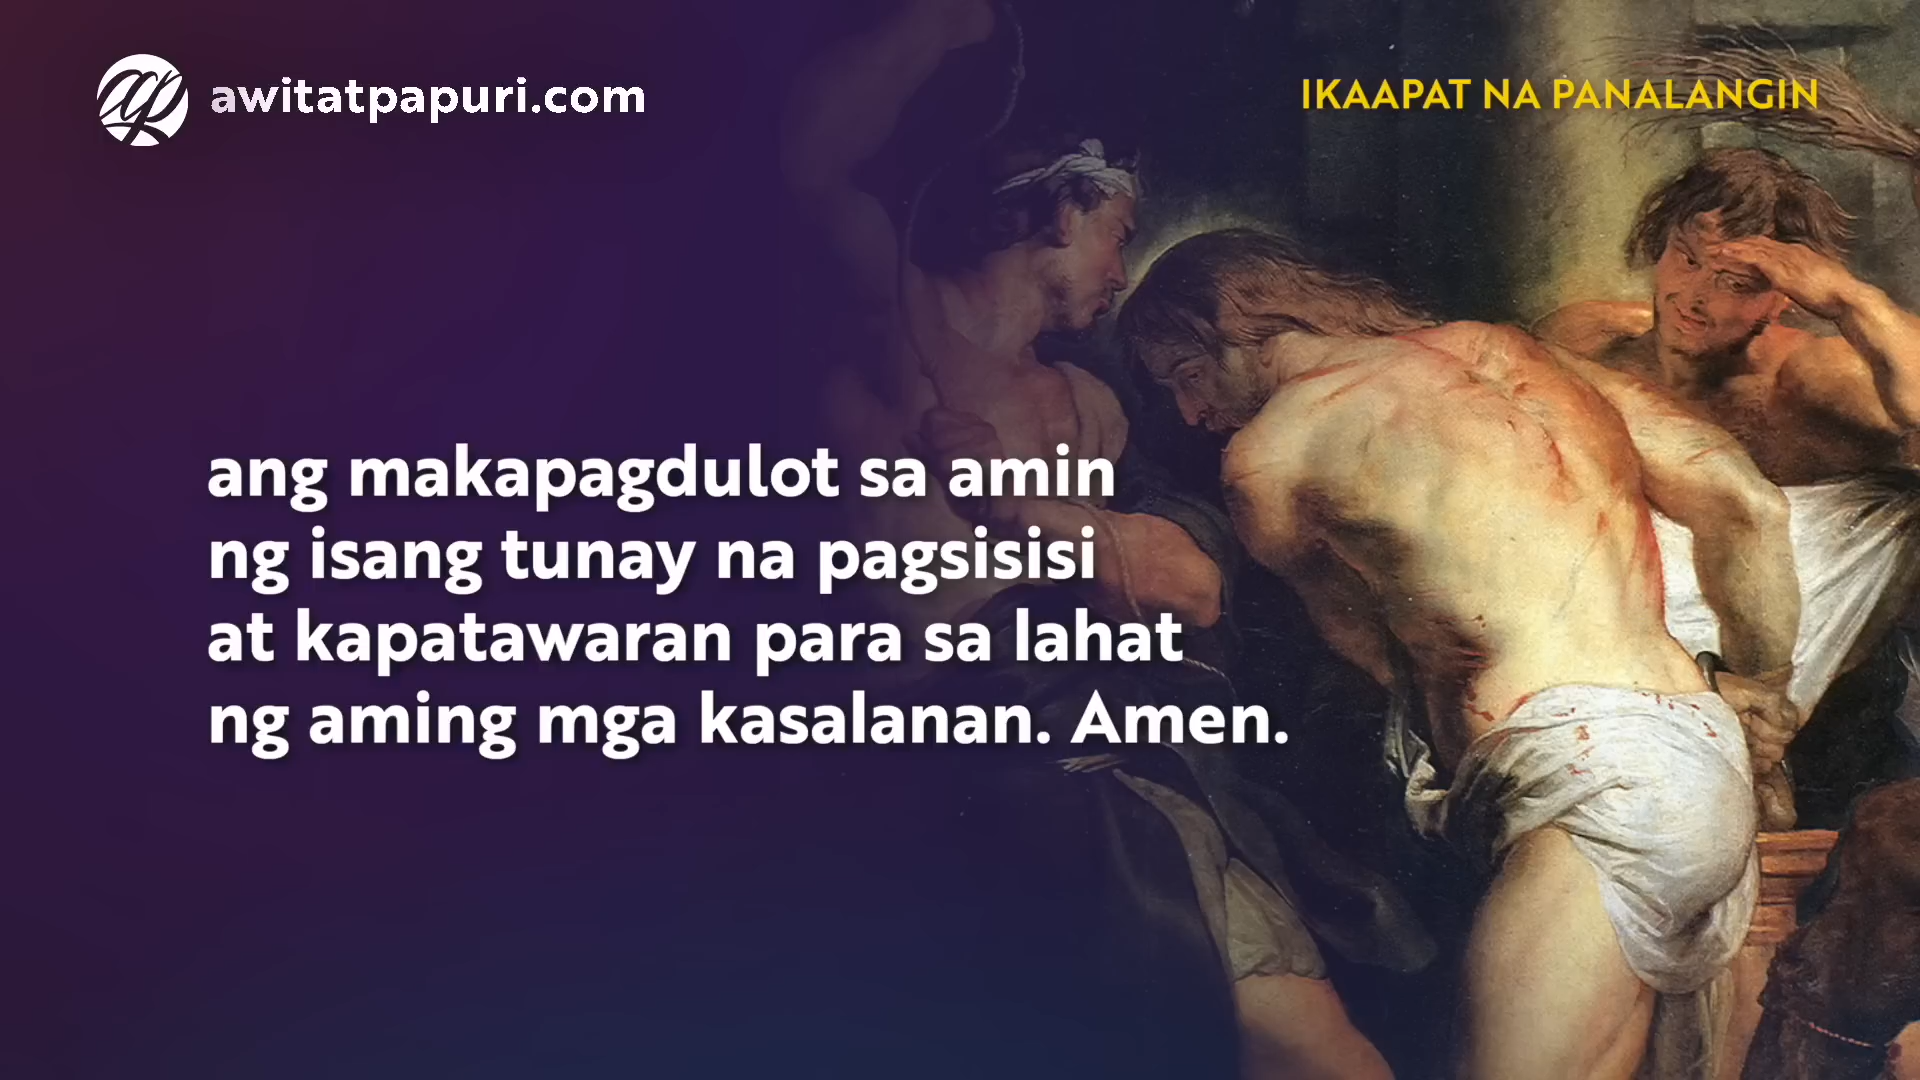 awitatpapuri.com
IKAAPAT NA PANALANGIN
ang makapagdulot sa amin
ng isang tunay na pagsisisi
at kapatawaran para sa lahat
ng aming mga kasalanan. Amen.